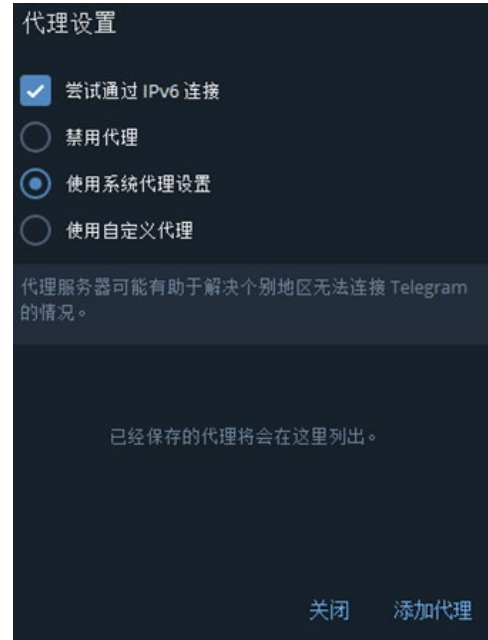 代理设置
尝试通过 IPv6 连接
禁用代理
使用系统代理设置
使用自定义代理
代理服务器可能有助于解决个别地区无法连接 Telegram
的情况。
已经保存的代理将会在这里列出。
关闭 添加代理